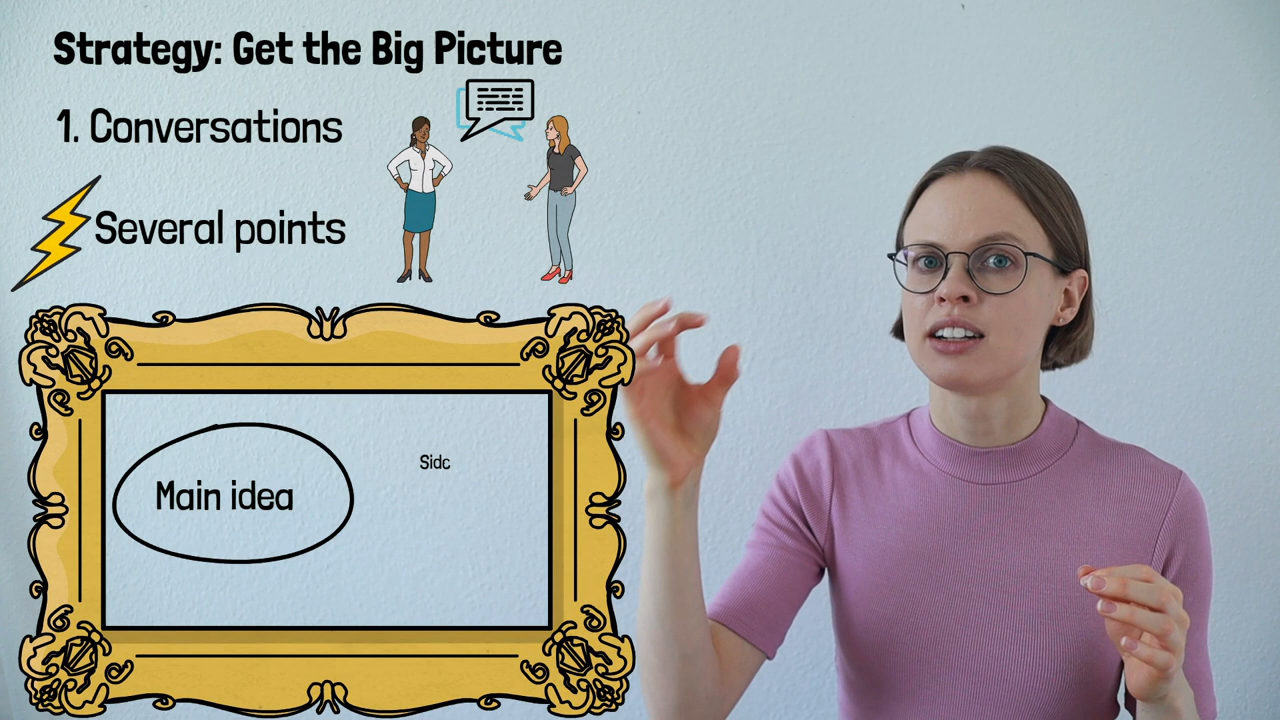 Strategy: Get the Big Picture
1. Conversations
Several points
Main idea
Sidc